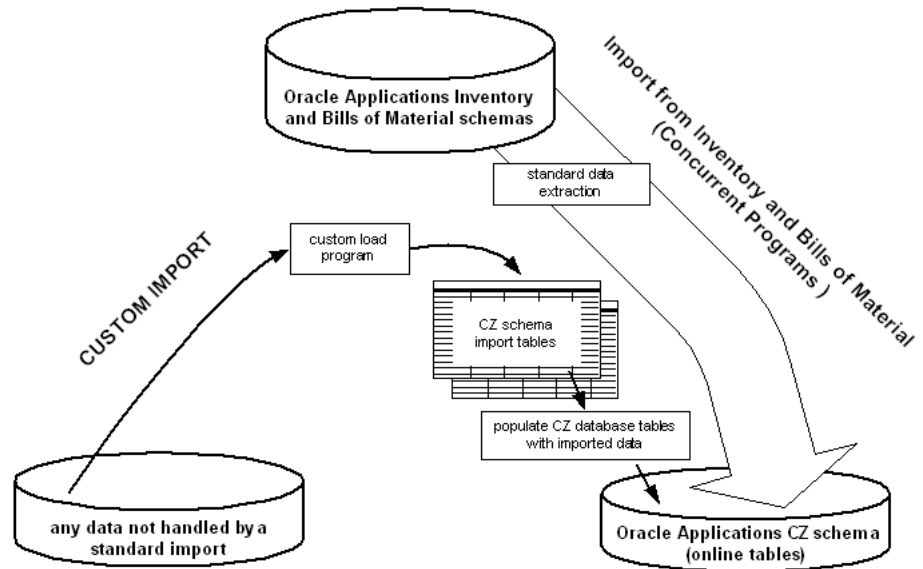 Oracle Applications Inventory
and Bills of Material schemas
Import from Inventory and Bills of Material
(Concurrent Programs )
standard data
extraction
custom load
program
CUSTOM IMPORT
CZ schema
import tables
populate CZ database tables
with imported data
any data not handled by a
standard import
Oracle Applications CZ schema
(online tables)